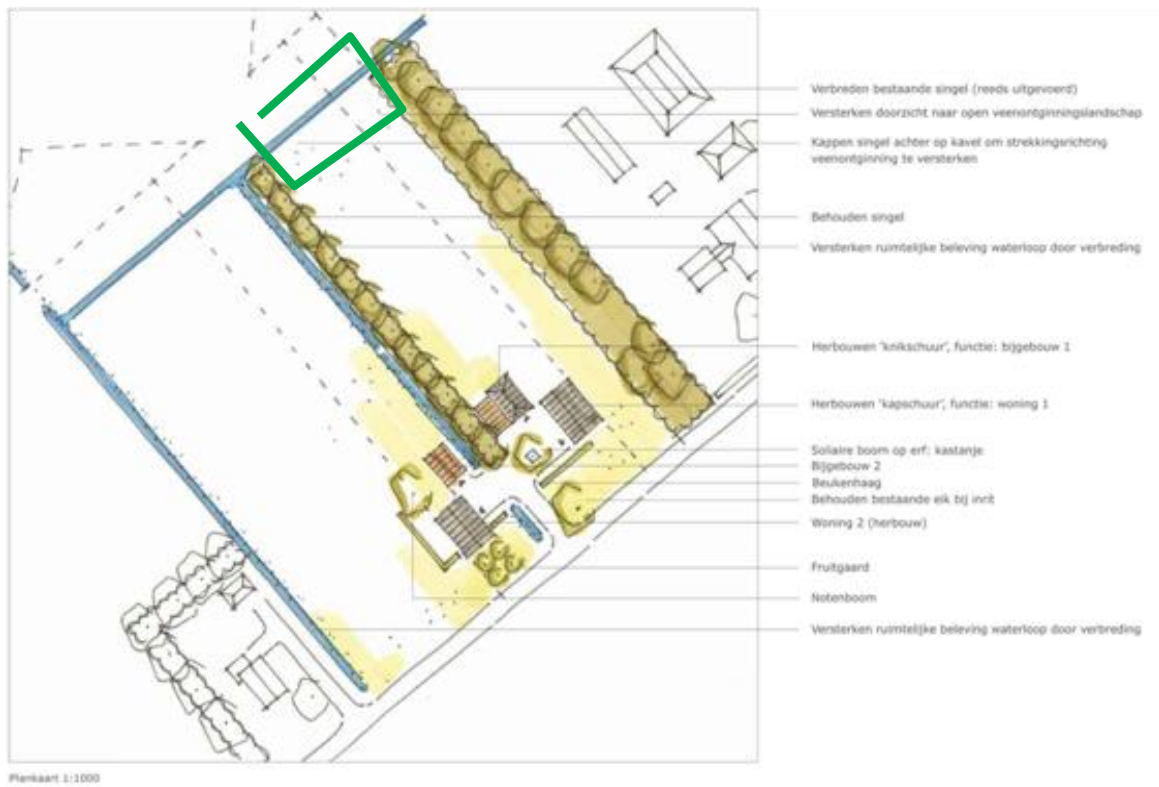 Verbreden bestaande singel (reeds uitgevoerd)
Versterken doorzicht naar open veenontginningslandschap
Kappen singel achter op kavel om strekkingsrichting
veenontginning te versterken
Behouden singel
Versterken ruimtelijke beleving waterloop door verbreding
Herbouwen 'knikschuur', functie: bijgebouw 1
Herbouwen 'kapschuur', functie: woning 1
Soliaire boom op erf: kastanje
Bijgebouw 2
Beukenhaag
Behouden bestaande eik bij inrit
Woning 2 (herbouw)
Fruitgaard
Notenboom
Versterken ruimtelijke beleving waterloop door verbreding
Plankaart 1:1000